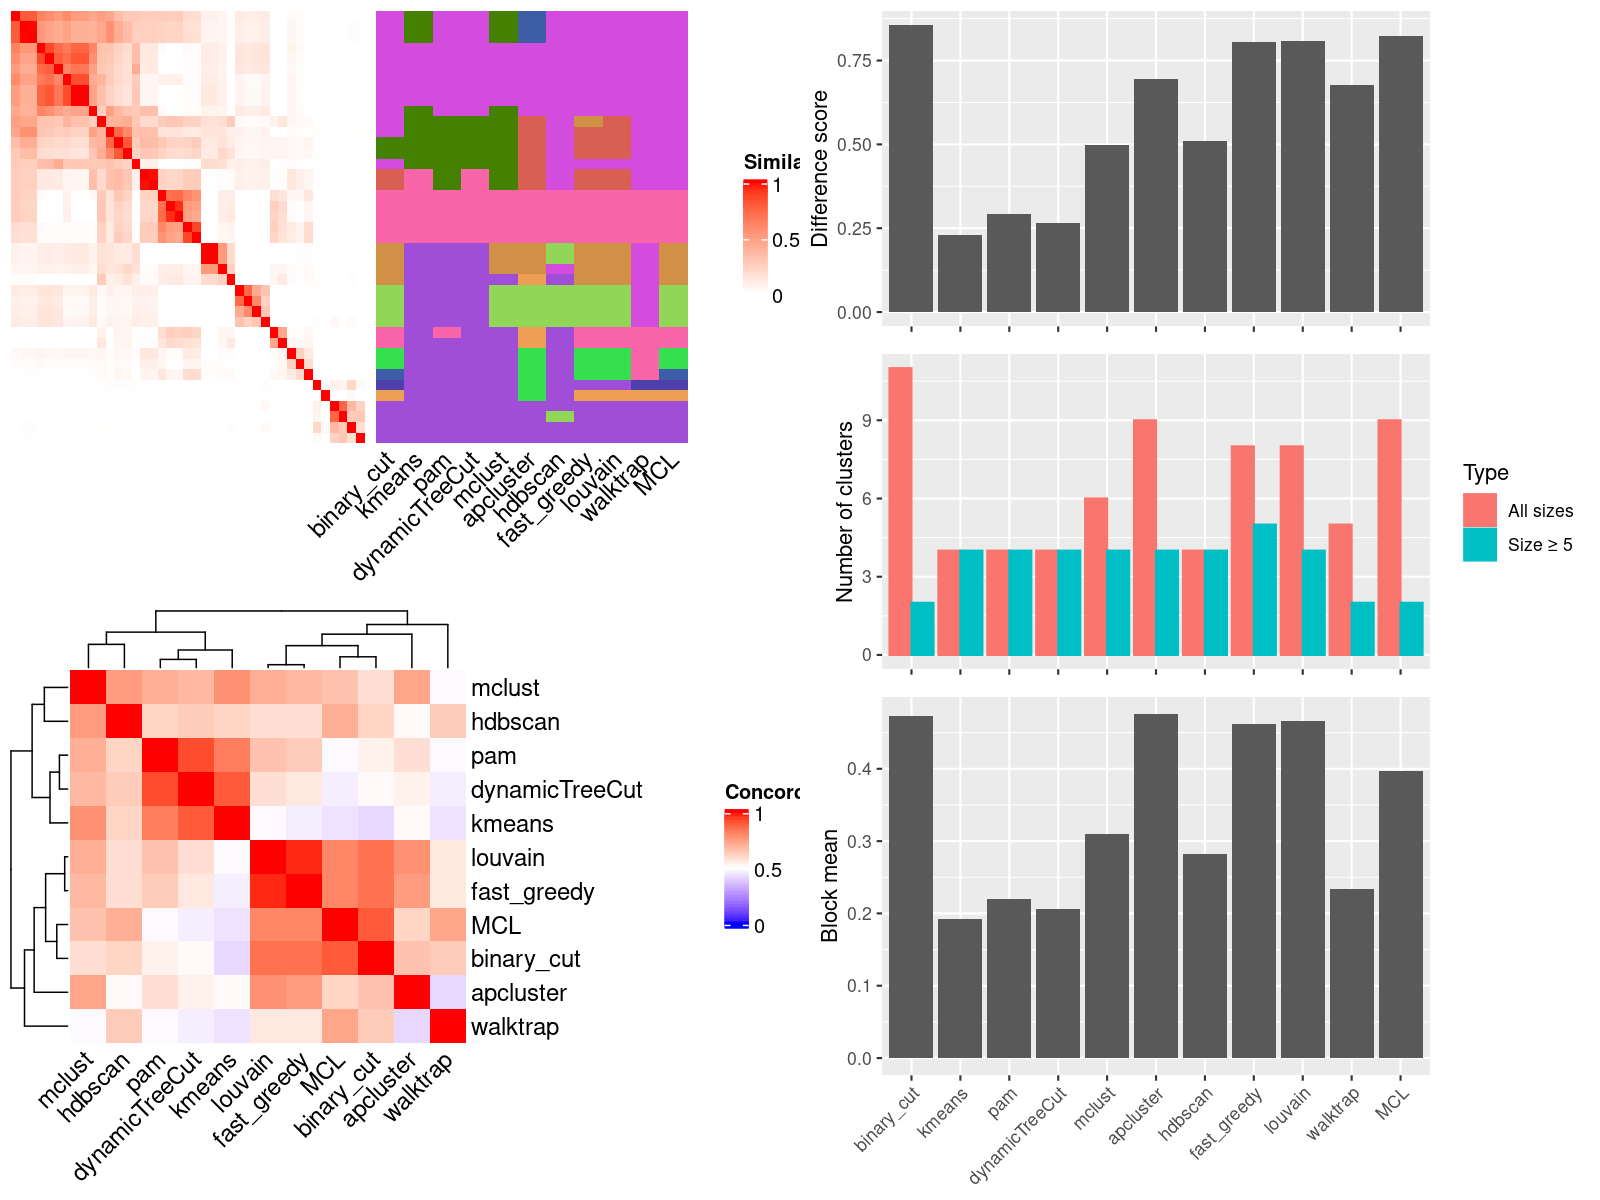 Simila
1
0.5
0
binary_cut
kmeans
pam
dynamicTreeCut
mclust
apcluster
hdbscan
fast_greedy
louvain
walktrap
MCL
mclust
hdbscan
pam
dynamicTreeCut
kmeans
louvain
fast_greedy
MCL
binary_cut
apcluster
walktrap
mclust
hdbscan
pam
dynamicTreeCut
kmeans
louvain
fast_greedy
MCL
binary_cut
apcluster
walktrap
Concord
1
0.5
0
Difference score
0.75
0.50
0.25
0.00
Number of clusters
9
6
3
0
Type
All sizes
Size ≥ 5
Block mean
0.4
0.3
0.2
0.1
0.0
binary_cut
kmeans
pam
dynamicTreeCut
mclust
apcluster
hdbscan
fast_greedy
louvain
walktrap
MCL